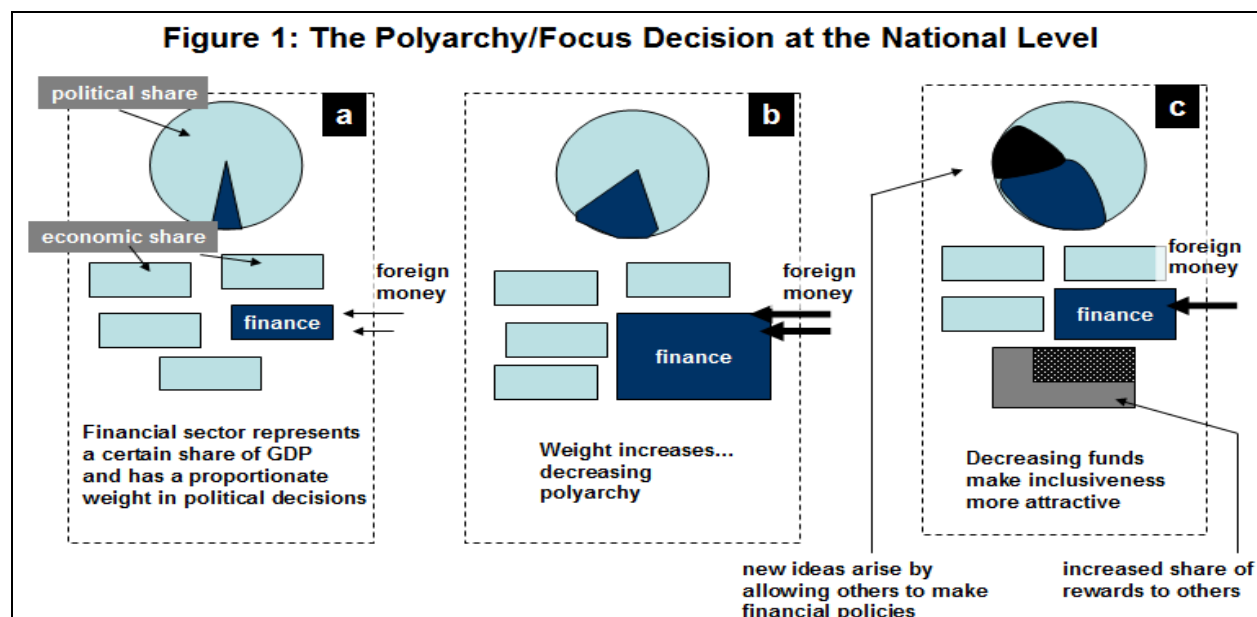 Figure 1: The Polyarchy/Focus Decision at the National Level
political share
a
economic share
foreign
money
finance
Financial sector represents
a certain share of GDP
and has a proportionate
weight in political decisions
b
foreign
money
finance
Weight increases…
decreasing
polyarchy
c
foreign
money
finance
Decreasing funds
make inclusiveness
more attractive
new ideas arise by
allowing others to make
financial policies
increased share of
rewards to others